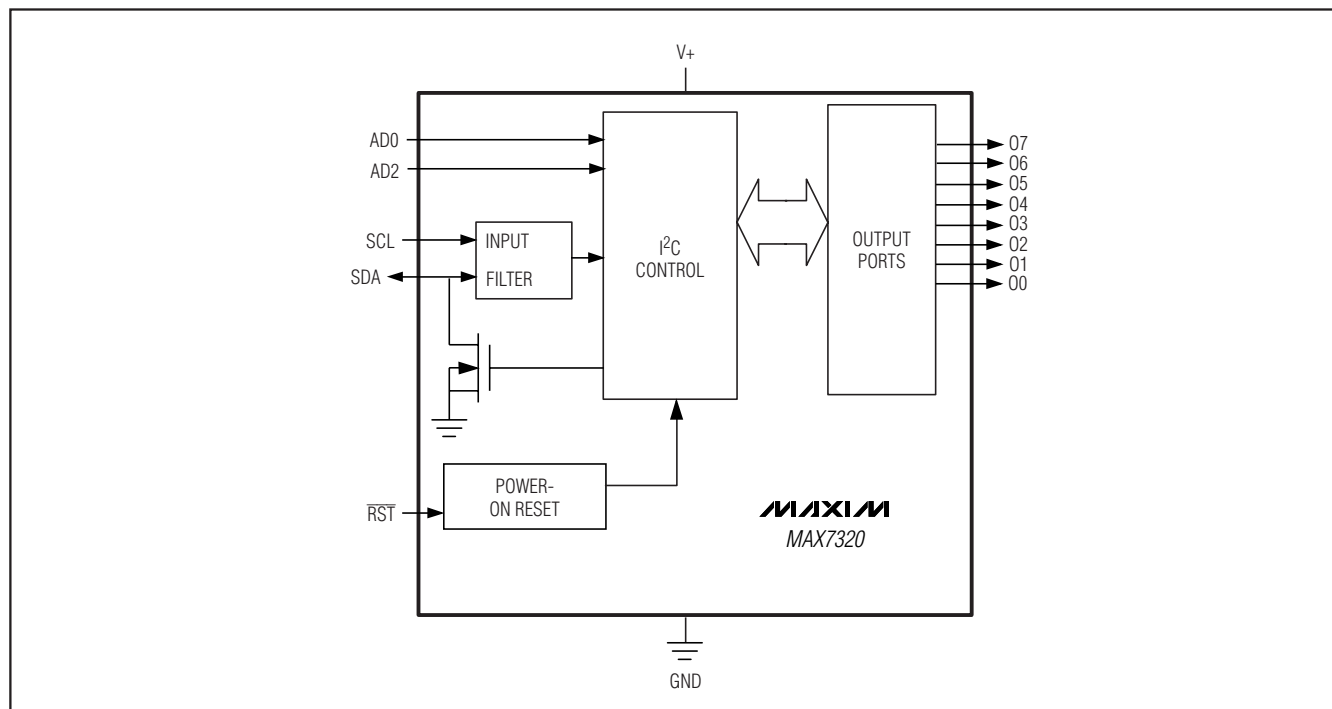 V+
AD0
AD2
SCL
SDA
INPUT
FILTER
I²C
CONTROL
OUTPUT
PORTS
O7
O6
O5
O4
O3
O2
O1
O0
RST
POWER-
ON RESET
MAXIM
MAX7320
GND